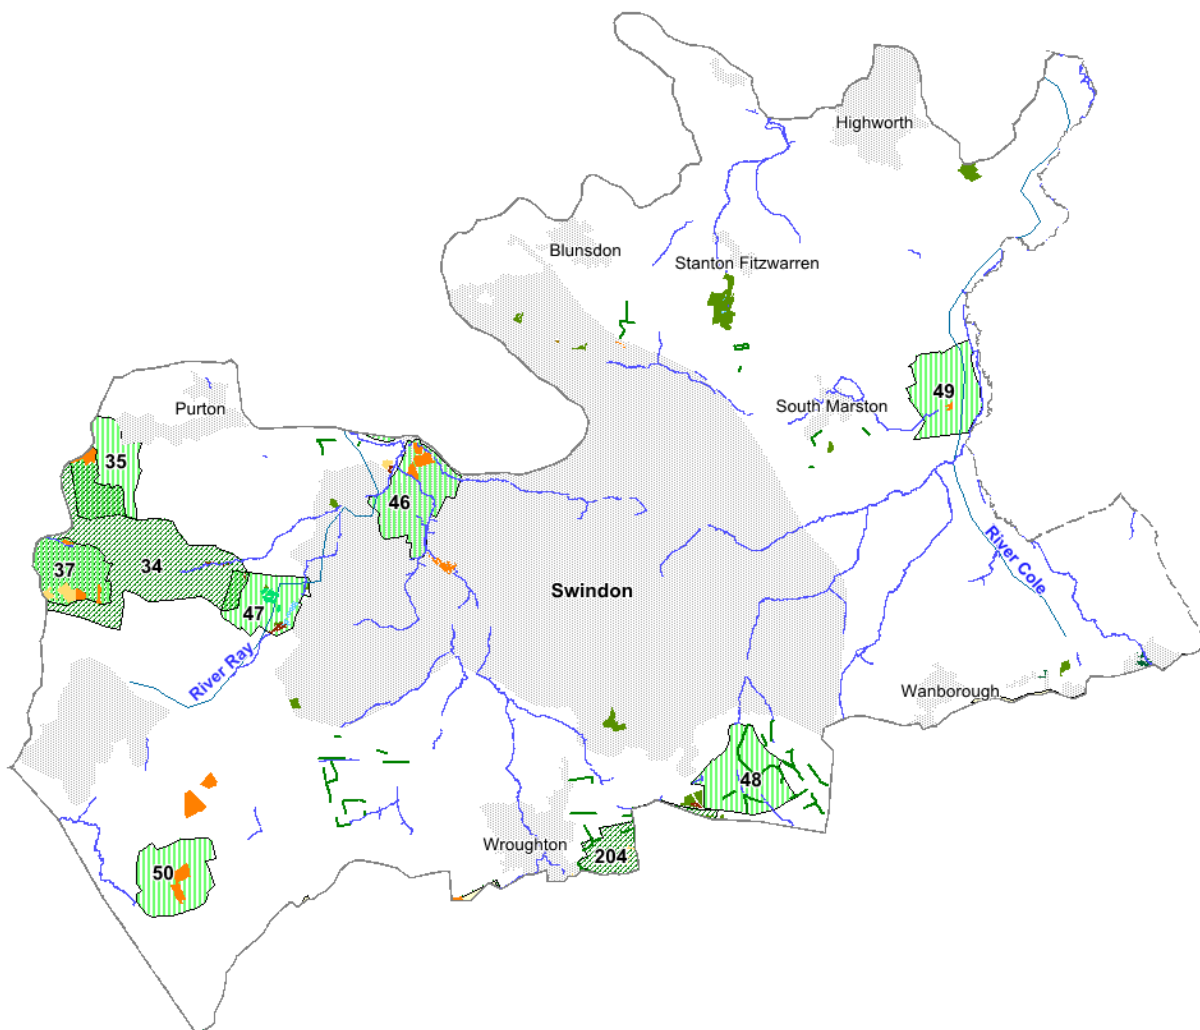 Highworth
Blunsdon
Stanton Fitzwarren
49
Purton
South Marston
35
46
34
37
River Cole
Swindon
47
River Ray
Wanborough
48
Wroughton
204
50